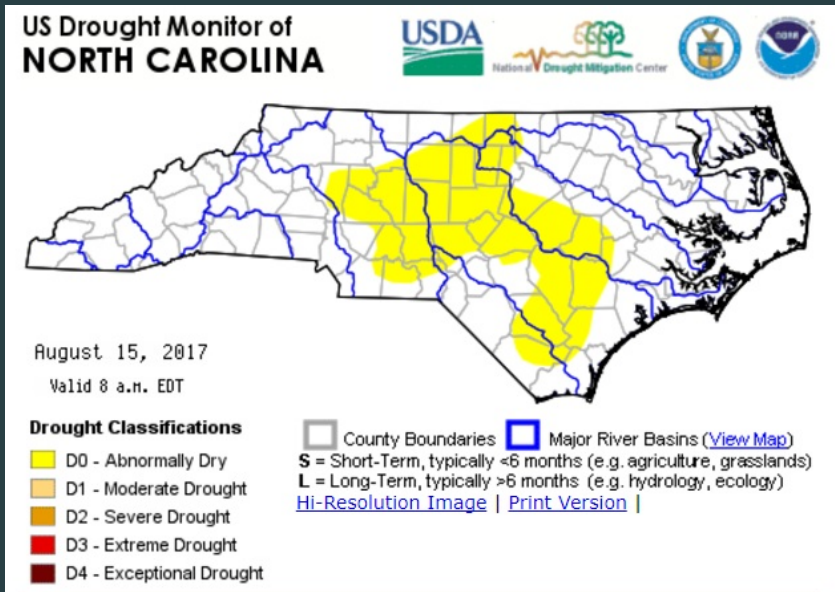 US Drought Monitor of
NORTH CAROLINA
USDA
National Drought Mitigation Center
NOAA
August 15, 2017
Valid 8 a.m. EDT
Drought Classifications
D0 - Abnormally Dry
D1 - Moderate Drought
D2 - Severe Drought
D3 - Extreme Drought
D4 - Exceptional Drought
County Boundaries Major River Basins (View Map)
S = Short-Term, typically <6 months (e.g. agriculture, grasslands)
L = Long-Term, typically >6 months (e.g. hydrology, ecology)
Hi-Resolution Image | Print Version |